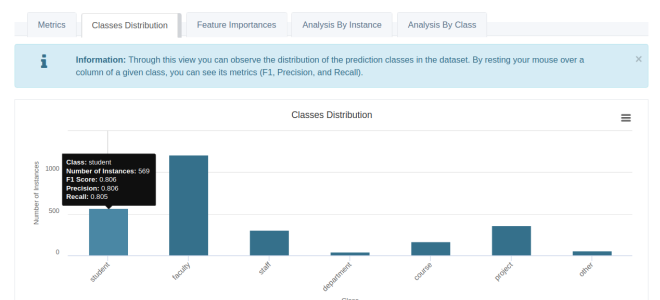 Metrics
Classes Distribution
Feature Importances
Analysis By Instance
Analysis By Class
Information: Through this view you can observe the distribution of the prediction classes in the dataset. By resting your mouse over a
column of a given class, you can see its metrics (F1, Precision, and Recall).
×
Classes Distribution
Number of Instances
1000
500
0
Class: student
Number of Instances: 569
F1 Score: 0.806
Precision: 0.806
Recall: 0.805
student
faculty
staff
department
course
project
other
Class